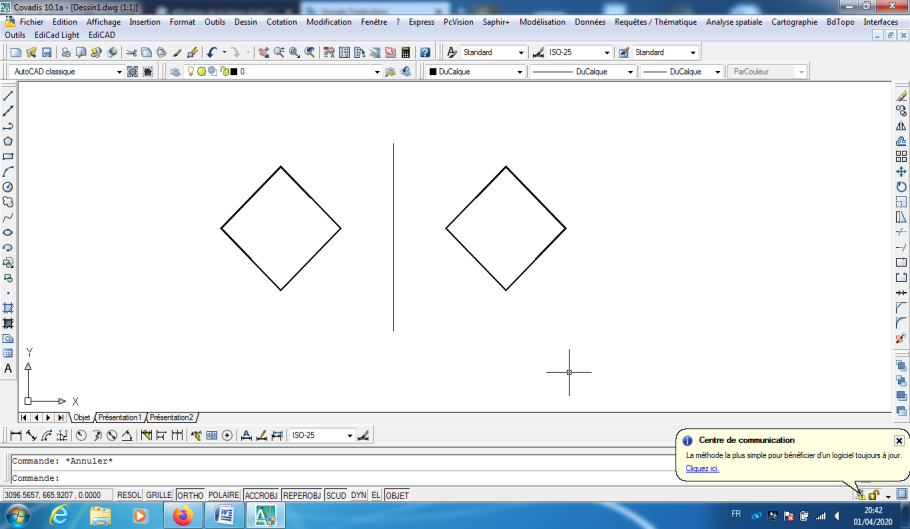 Covadis 10.1a - [Dessin1.dwg (1:1)]
Fichier Edition Affichage Insertion Format Outils Dessin Cotation Modification Fenêtre ? Express PcVision Saphir+ Modélisation Données Requêtes / Thématique Analyse spatiale Cartographie BdTopo Interfaces
Outils EdiCad Light EdiCAD
Standard ISO-25 Standard
AutoCAD classique 0 DuCalque DuCalque DuCalque ParCouleur
Y
X
A
Objet Présentation1 Présentation2
ISO-25
Centre de communication
La méthode la plus simple pour bénéficier d'un logiciel toujours à jour.
Cliquez ici.
Commande: *Annuler*
Commande:
3096.5657, 665.9207 , 0.0000 RESOL GRILLE ORTHO POLAIRE ACCROBJ REPEROBJ SCUD DYN EL OBJET
FR 20:42
01/04/2020